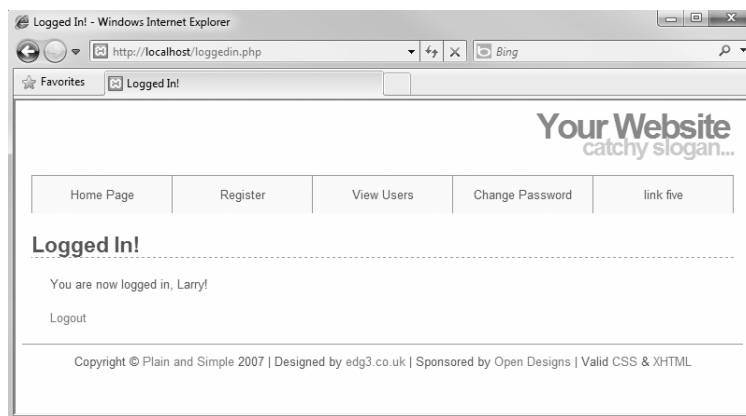 Logged In! - Windows Internet Explorer
http://localhost/loggedin.php
Bing
Favorites
Logged In!
Your Website
catchy slogan...
Home Page
Register
View Users
Change Password
link five
Logged In!
You are now logged in, Larry!
Logout
Copyright © Plain and Simple 2007 | Designed by edg3.co.uk | Sponsored by Open Designs | Valid CSS & XHTML